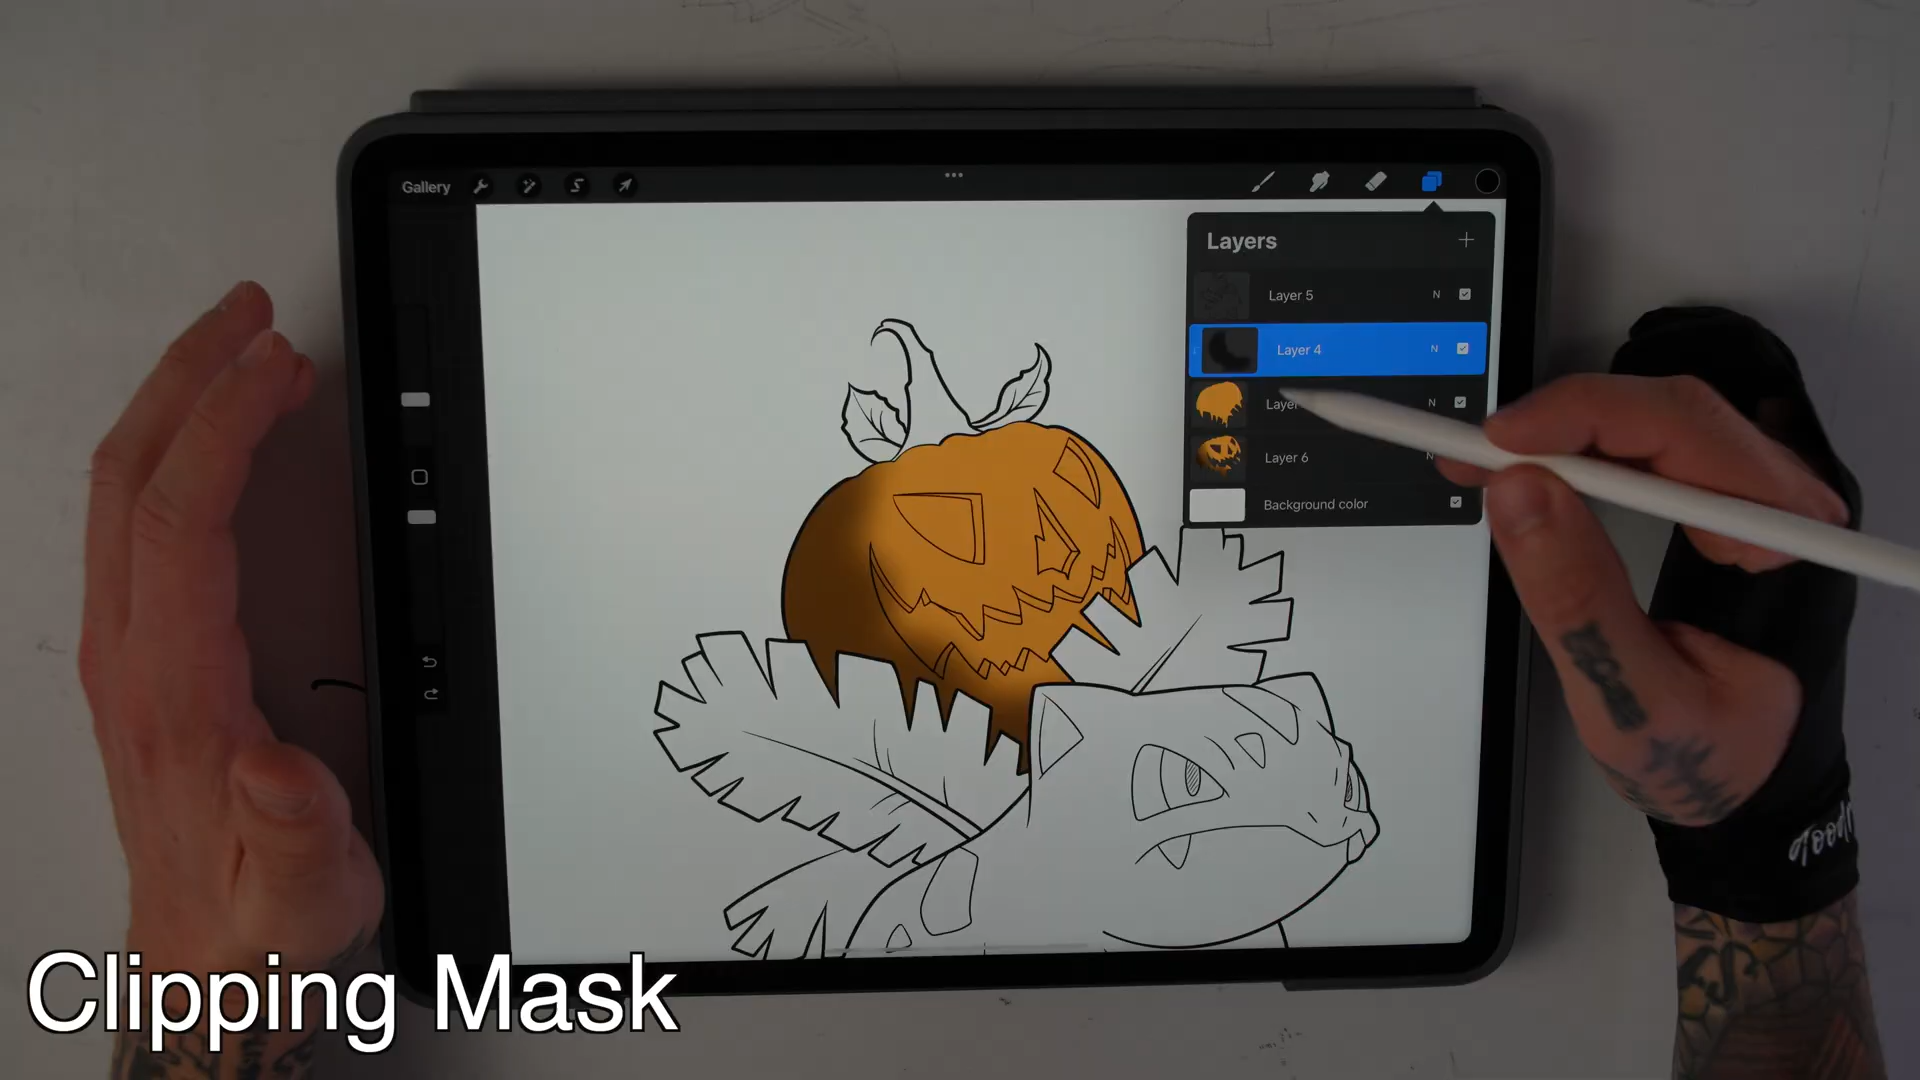 Gallery
Layers
Layer 5
N
Layer 4
N
N
Layer 6
N
Background color
Clipping Mask